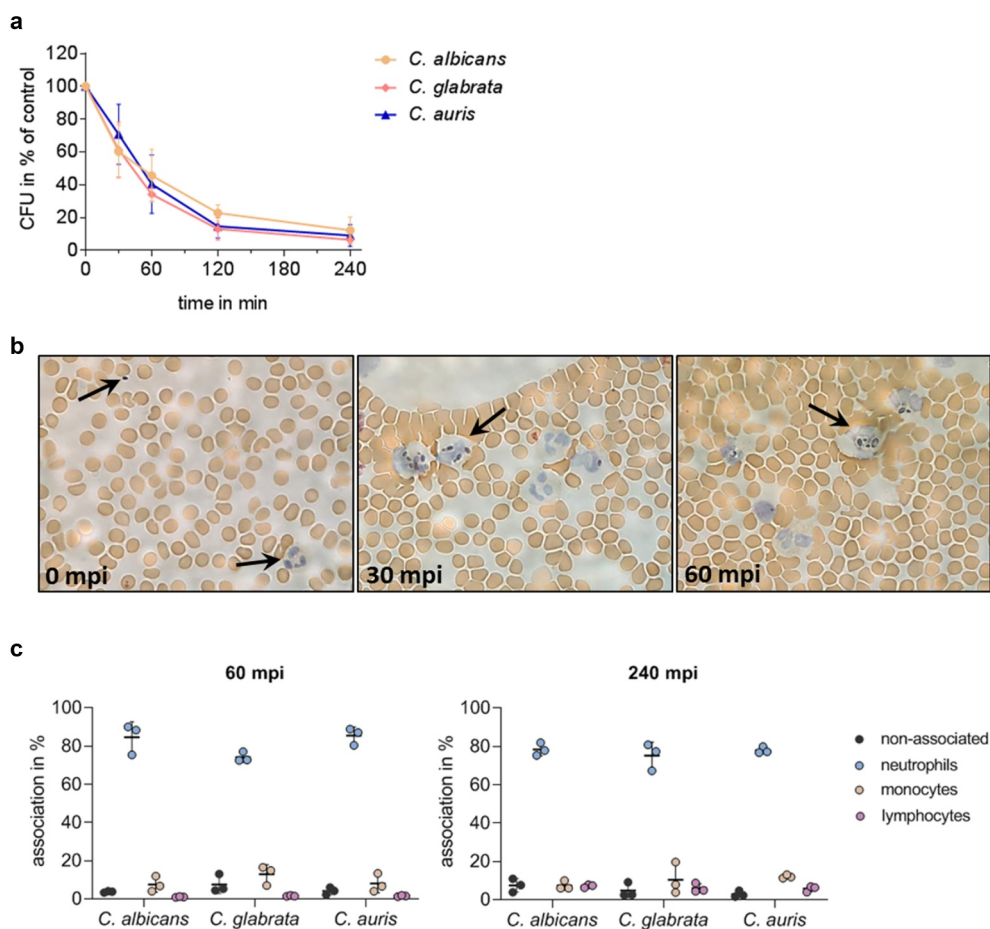 a
120
100
80
60
40
20
0
CFU in % of control
0 60 120 180 240
time in min
C. albicans
C. glabrata
C. auris
b
0 mpi
30 mpi
60 mpi
c
60 mpi
100
80
60
40
20
0
association in %
C. albicans C. glabrata C. auris
240 mpi
100
80
60
40
20
0
association in %
C. albicans C. glabrata C. auris
non-associated
neutrophils
monocytes
lymphocytes